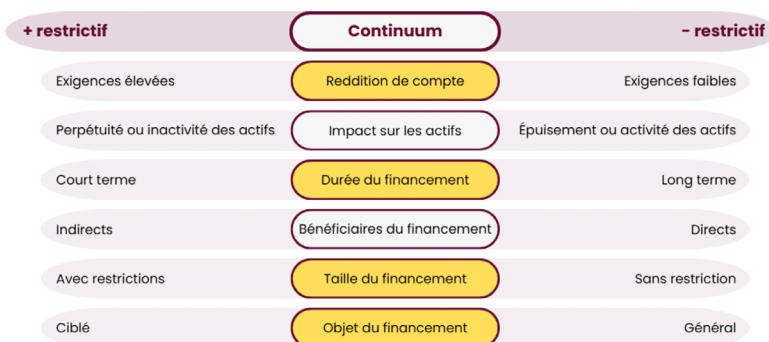 + restrictif Continuum − restrictif
Exigences élevées Reddition de compte Exigences faibles
Perpétuité ou inactivité des actifs Impact sur les actifs Épuisement ou activité des actifs
Court terme Durée du financement Long terme
Indirects Bénéficiaires du financement Directs
Avec restrictions Taille du financement Sans restriction
Ciblé Objet du financement Général